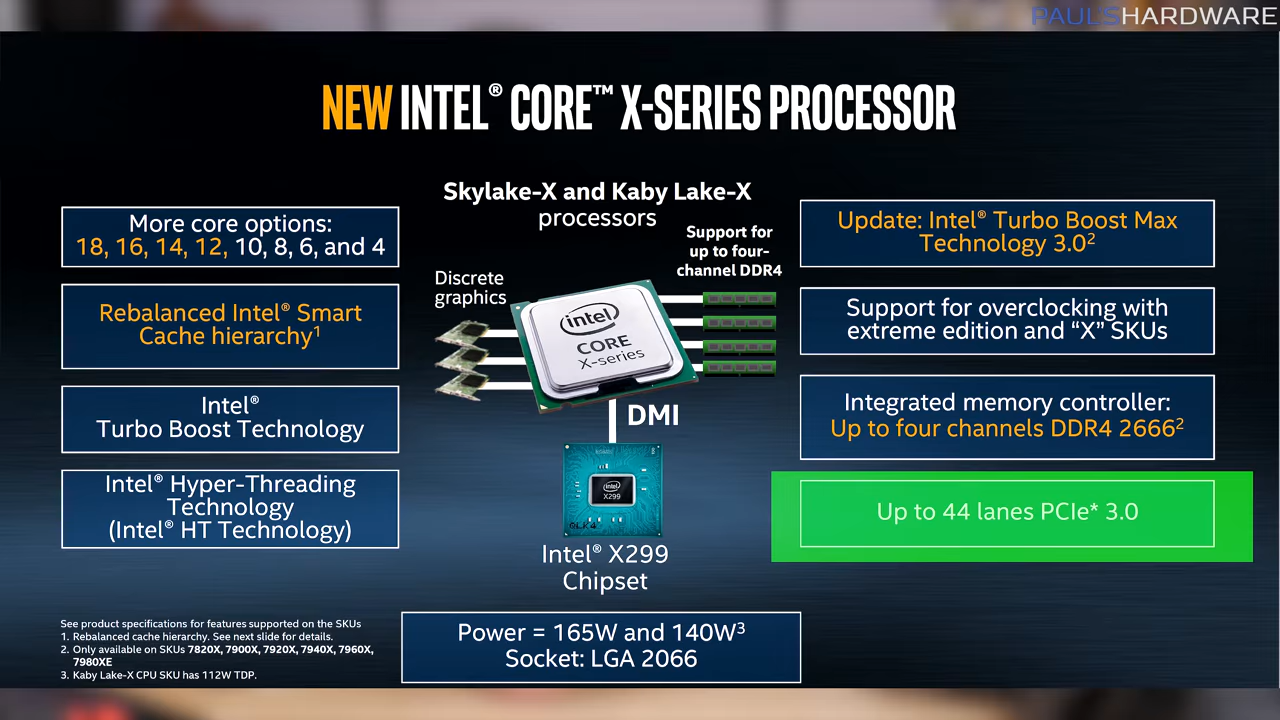 PAUL'SHARDWARE
NEW INTEL® CORE™ X-SERIES PROCESSOR
Skylake-X and Kaby Lake-X
processors
More core options:
18, 16, 14, 12, 10, 8, 6, and 4
Rebalanced Intel® Smart
Cache hierarchy¹
Intel®
Turbo Boost Technology
Intel® Hyper-Threading
Technology
(Intel® HT Technology)
Discrete
graphics
Support for
up to four-
channel DDR4
intel
CORE
X-series
DMI
intel
X299
Intel® X299
Chipset
Update: Intel® Turbo Boost Max
Technology 3.0²
Support for overclocking with
extreme edition and “X” SKUs
Integrated memory controller:
Up to four channels DDR4 2666²
Up to 44 lanes PCIe* 3.0
Power = 165W and 140W³
Socket: LGA 2066
See product specifications for features supported on the SKUs
1. Rebalanced cache hierarchy. See next slide for details.
2. Only available on SKUs 7820X, 7900X, 7920X, 7940X, 7960X,
7980XE
3. Kaby Lake-X CPU SKU has 112W TDP.